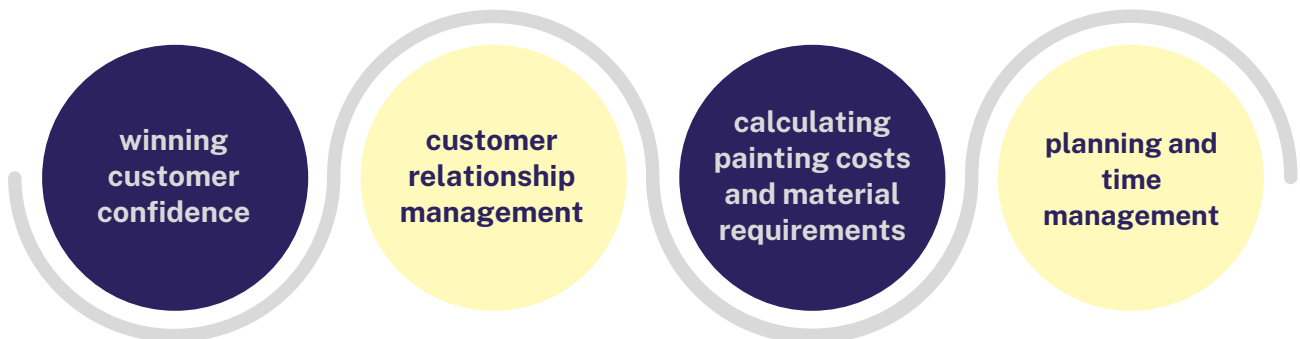 winning
customer
confidence
customer
relationship
management
calculating
painting costs
and material
requirements
planning and
time
management